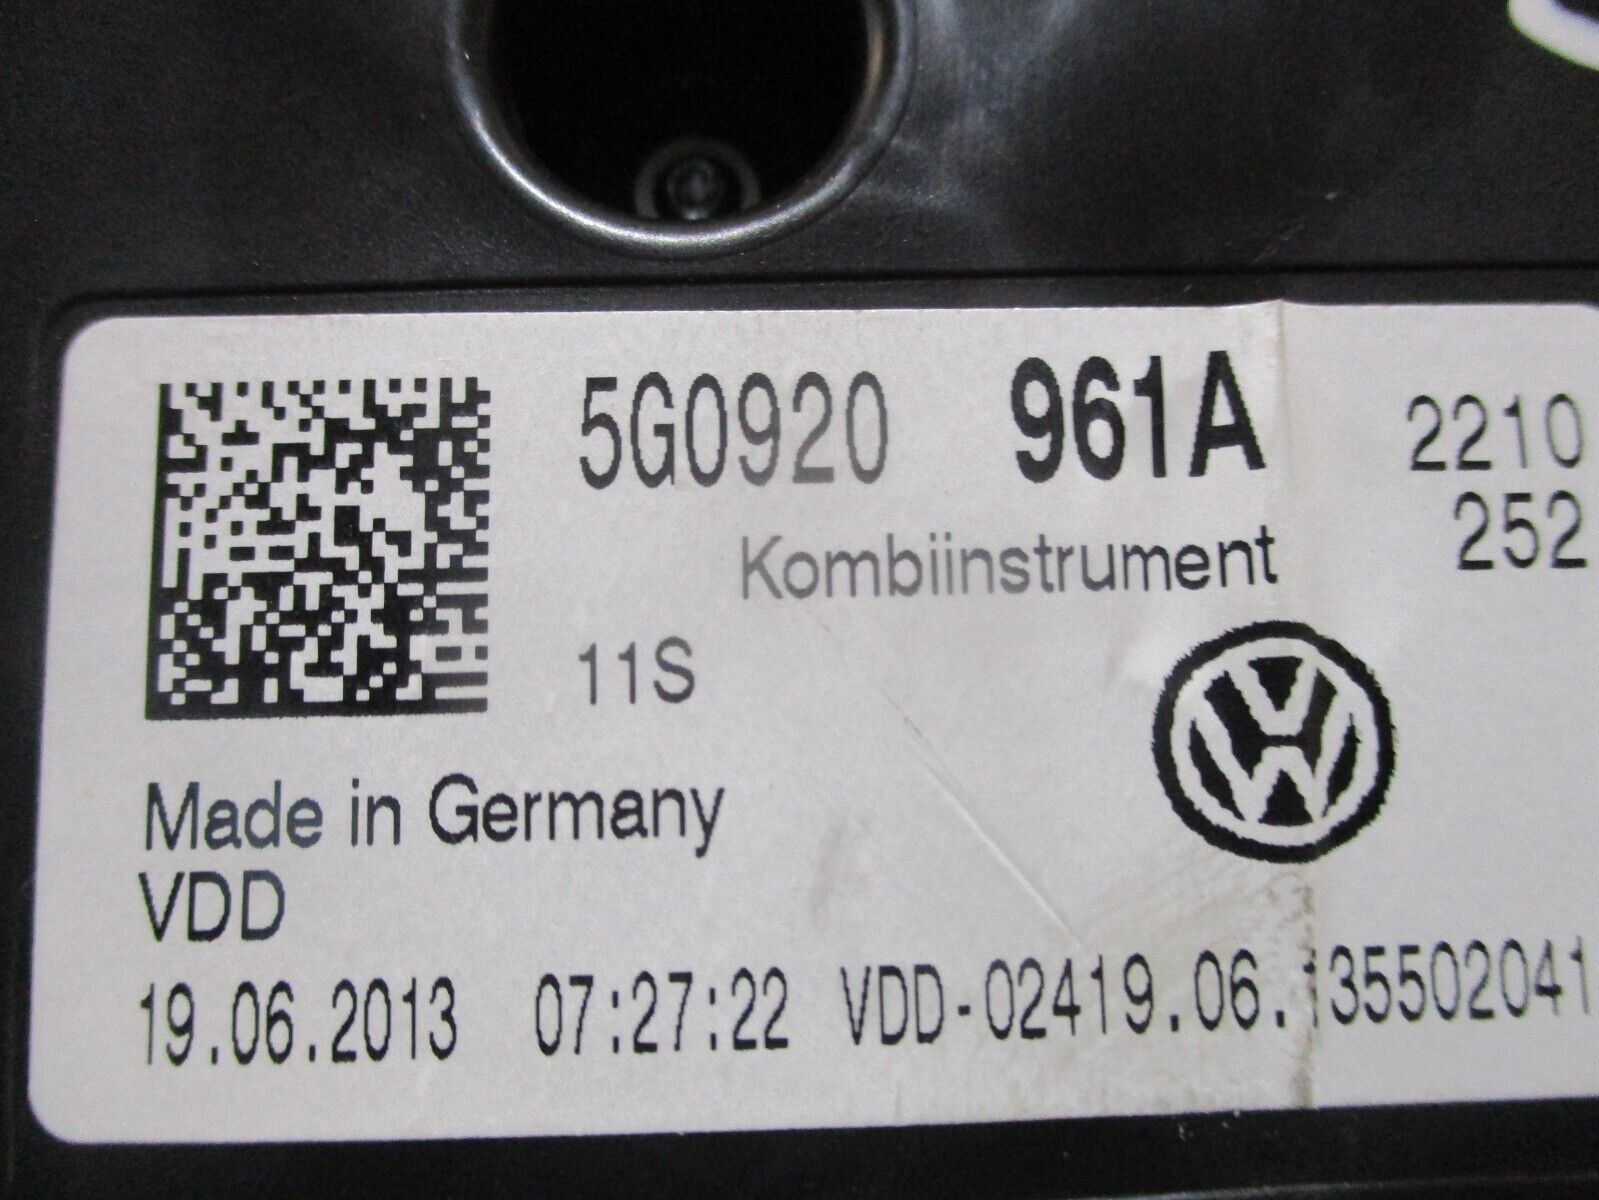 5G0920 961A 2210
252
Kombiinstrument
11S
Made in Germany
VDD
19.06.2013 07:27:22 VDD-02419.06.135502041